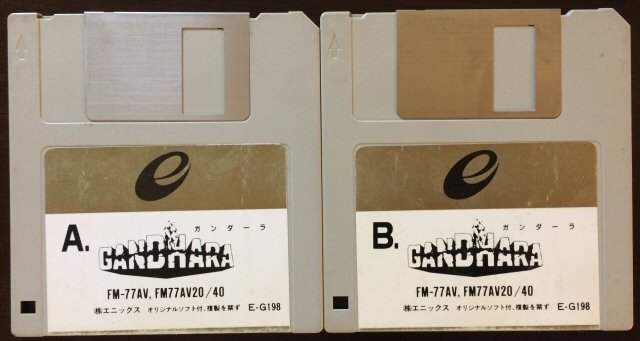 A.
ガンダーラ
GANDHARA
FM-77AV, FM77AV20/40
㈱エニックス オリジナルソフト付、複製を禁ず E-G198
B.
ガンダーラ
GANDHARA
FM-77AV, FM77AV20/40
㈱エニックス オリジナルソフト付、複製を禁ず E-G198